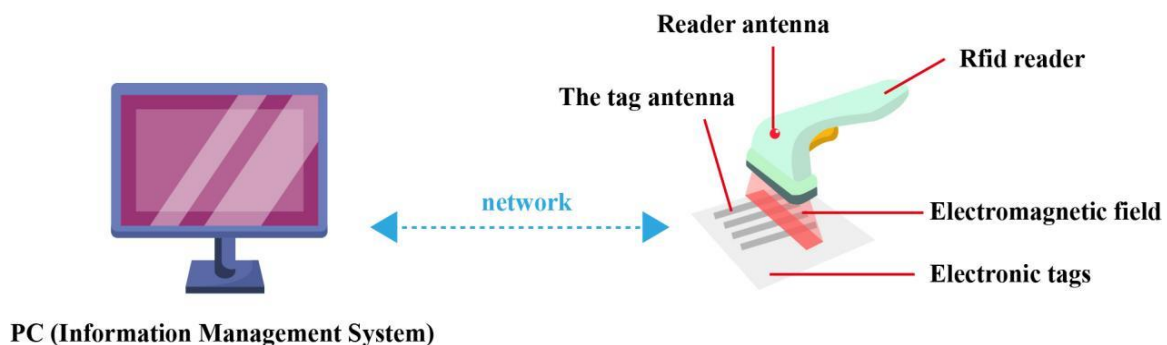 Reader antenna
Rfid reader
The tag antenna
network
Electromagnetic field
Electronic tags
PC (Information Management System)